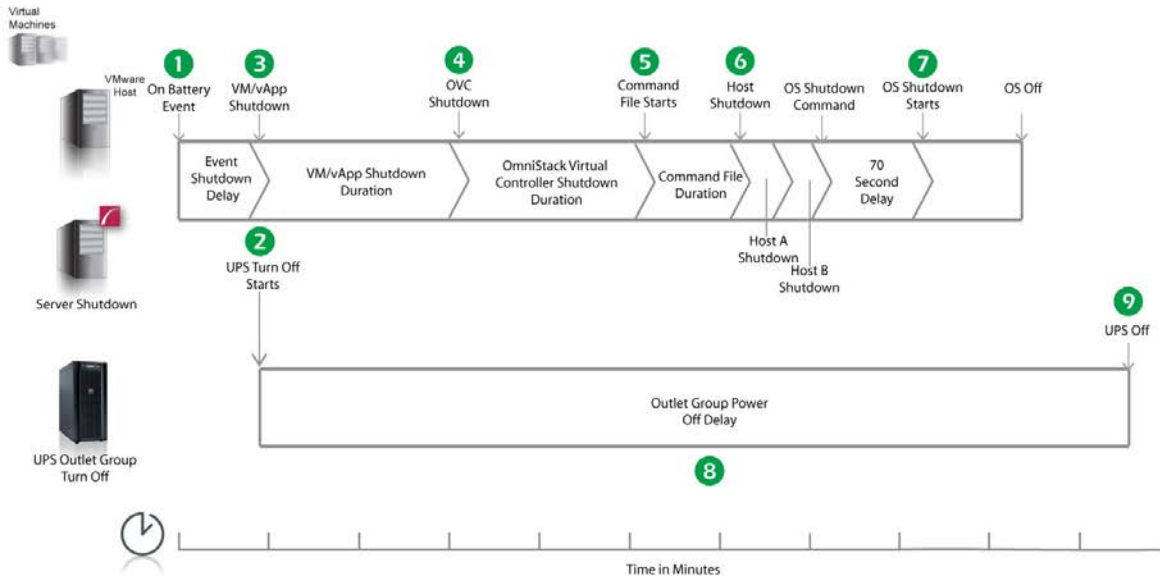 Virtual
Machines
VMware
Host
1
On Battery
Event
3
VM/vApp
Shutdown
4
OVC
Shutdown
5
Command
File Starts
6
Host
Shutdown
OS Shutdown
Command
7
OS Shutdown
Starts
OS Off
Event
Shutdown
Delay
VM/vApp Shutdown
Duration
OmniStack Virtual
Controller Shutdown
Duration
Command File
Duration
70
Second
Delay
Host A
Shutdown
Host B
Shutdown
Server Shutdown
2
UPS Turn Off
Starts
9
UPS Off
Outlet Group Power
Off Delay
UPS Outlet Group
Turn Off
8
Time in Minutes